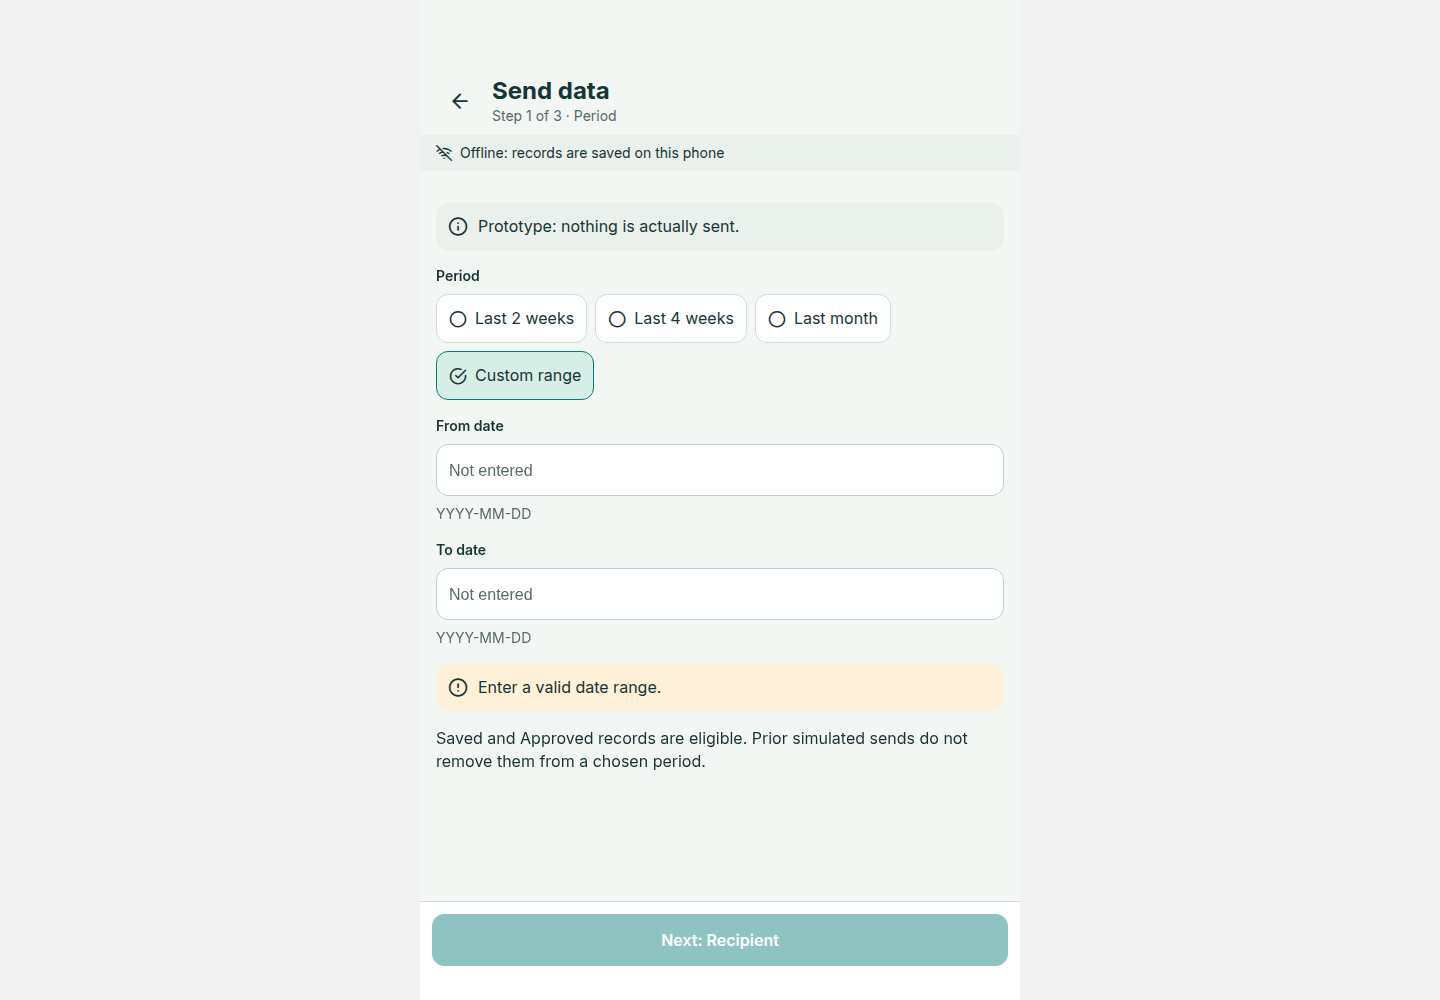 Send data
Step 1 of 3 · Period
Offline: records are saved on this phone
Prototype: nothing is actually sent.
Period
Last 2 weeks
Last 4 weeks
Last month
Custom range
From date
Not entered
YYYY-MM-DD
To date
Not entered
YYYY-MM-DD
Enter a valid date range.
Saved and Approved records are eligible. Prior simulated sends do not
remove them from a chosen period.
Next: Recipient